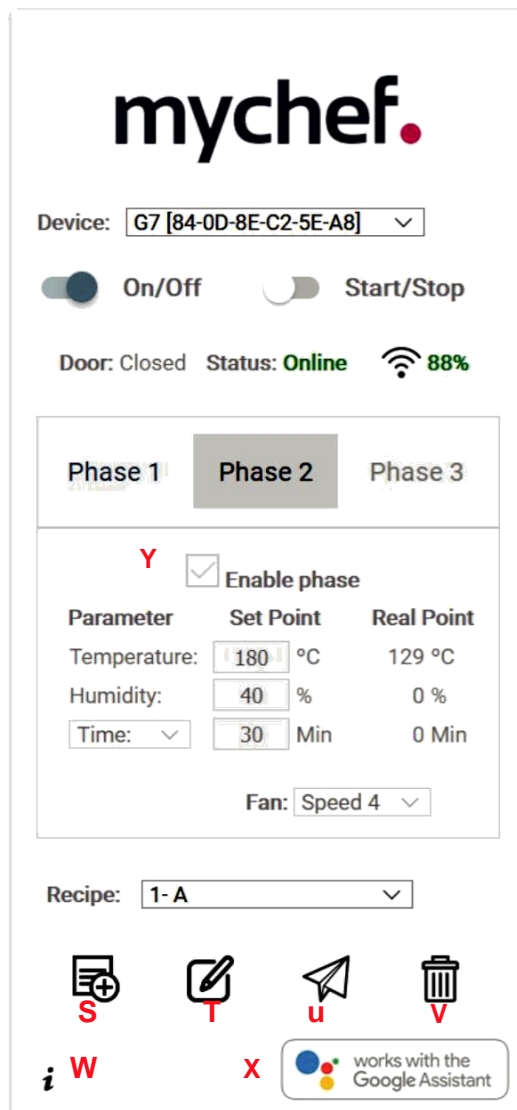 mychef.
Device: G7 [84-0D-8E-C2-5E-A8]
On/Off Start/Stop
Door: Closed Status: Online 88%
Phase 1 Phase 2 Phase 3
Y Enable phase
Parameter Set Point Real Point
Temperature: 180 ºC 129 ºC
Humidity: 40 % 0 %
Time: 30 Min 0 Min
Fan: Speed 4
Recipe: 1- A
S T u V
i W X works with the
Google Assistant